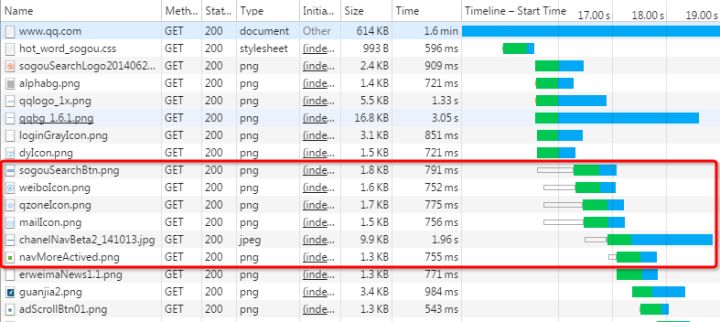 Name Meth... Stat... Type Initia... Size Time Timeline – Start Time
17.00 s 18.00 s 19.00 s
www.qq.com GET 200 document Other 614 KB 1.6 min
hot_word_sogou.css GET 200 stylesheet (inde... 993 B 596 ms
sogouSearchLogo2014062... GET 200 png (inde... 2.4 KB 909 ms
alphabg.png GET 200 png (inde... 1.4 KB 721 ms
qqlogo_1x.png GET 200 png (inde... 5.5 KB 1.33 s
qqbg_1.6.1.png GET 200 png (inde... 16.8 KB 3.05 s
loginGrayIcon.png GET 200 png (inde... 3.1 KB 851 ms
dyIcon.png GET 200 png (inde... 1.5 KB 721 ms
sogouSearchBtn.png GET 200 png (inde... 1.8 KB 791 ms
weiboIcon.png GET 200 png (inde... 1.6 KB 752 ms
qzoneIcon.png GET 200 png (inde... 1.7 KB 775 ms
mailIcon.png GET 200 png (inde... 1.5 KB 756 ms
chanelNavBeta2_141013.jpg GET 200 jpeg (inde... 9.9 KB 1.96 s
navMoreActived.png GET 200 png (inde... 1.3 KB 755 ms
erweimaNews1.1.png GET 200 png (inde... 1.3 KB 771 ms
guanjia2.png GET 200 png (inde... 3.4 KB 984 ms
adScrollBtn01.png GET 200 png (inde... 1.3 KB 543 ms